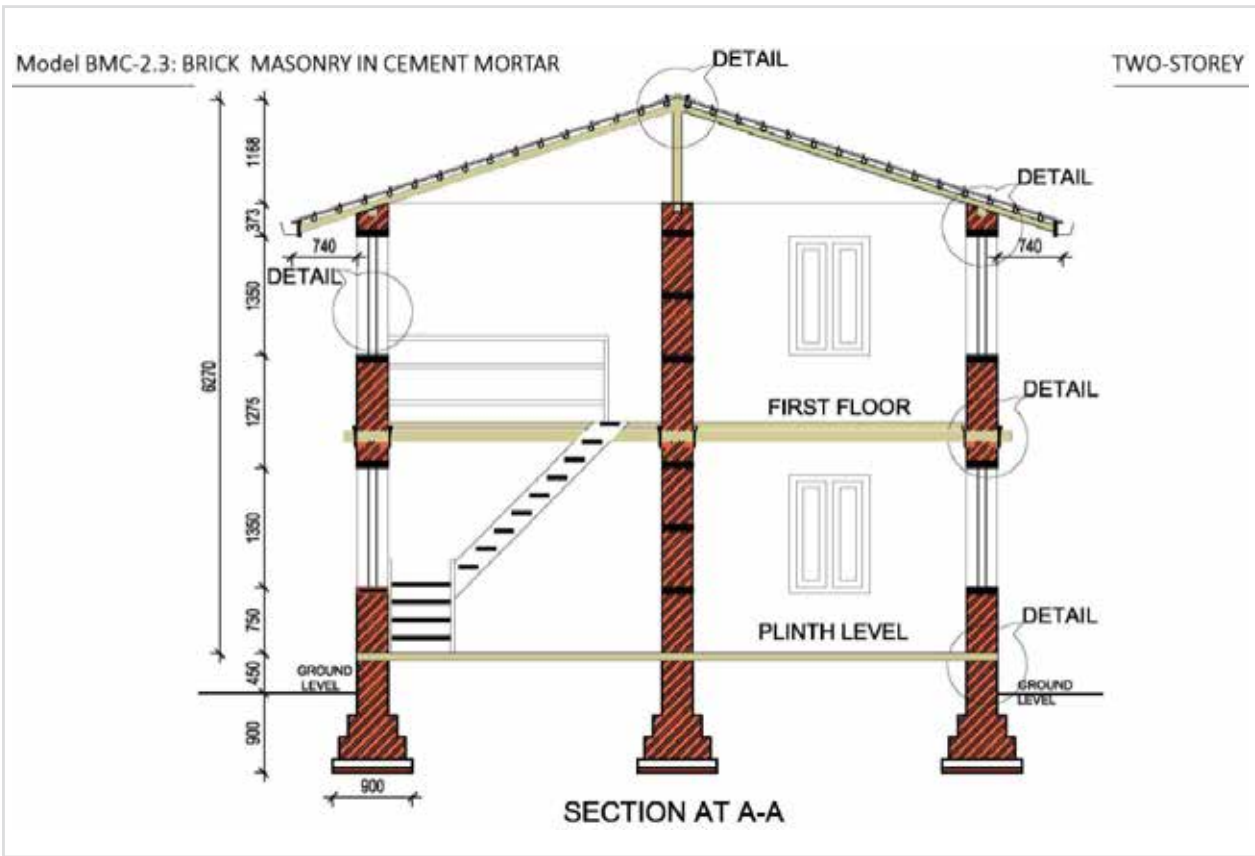 Model BMC-2.3: BRICK MASONRY IN CEMENT MORTAR
TWO-STOREY
DETAIL
1168
DETAIL
373
740
740
DETAIL
1350
6270
1275
DETAIL
FIRST FLOOR
1350
750
DETAIL
PLINTH LEVEL
450
GROUND
LEVEL
GROUND
LEVEL
900
900
SECTION AT A-A